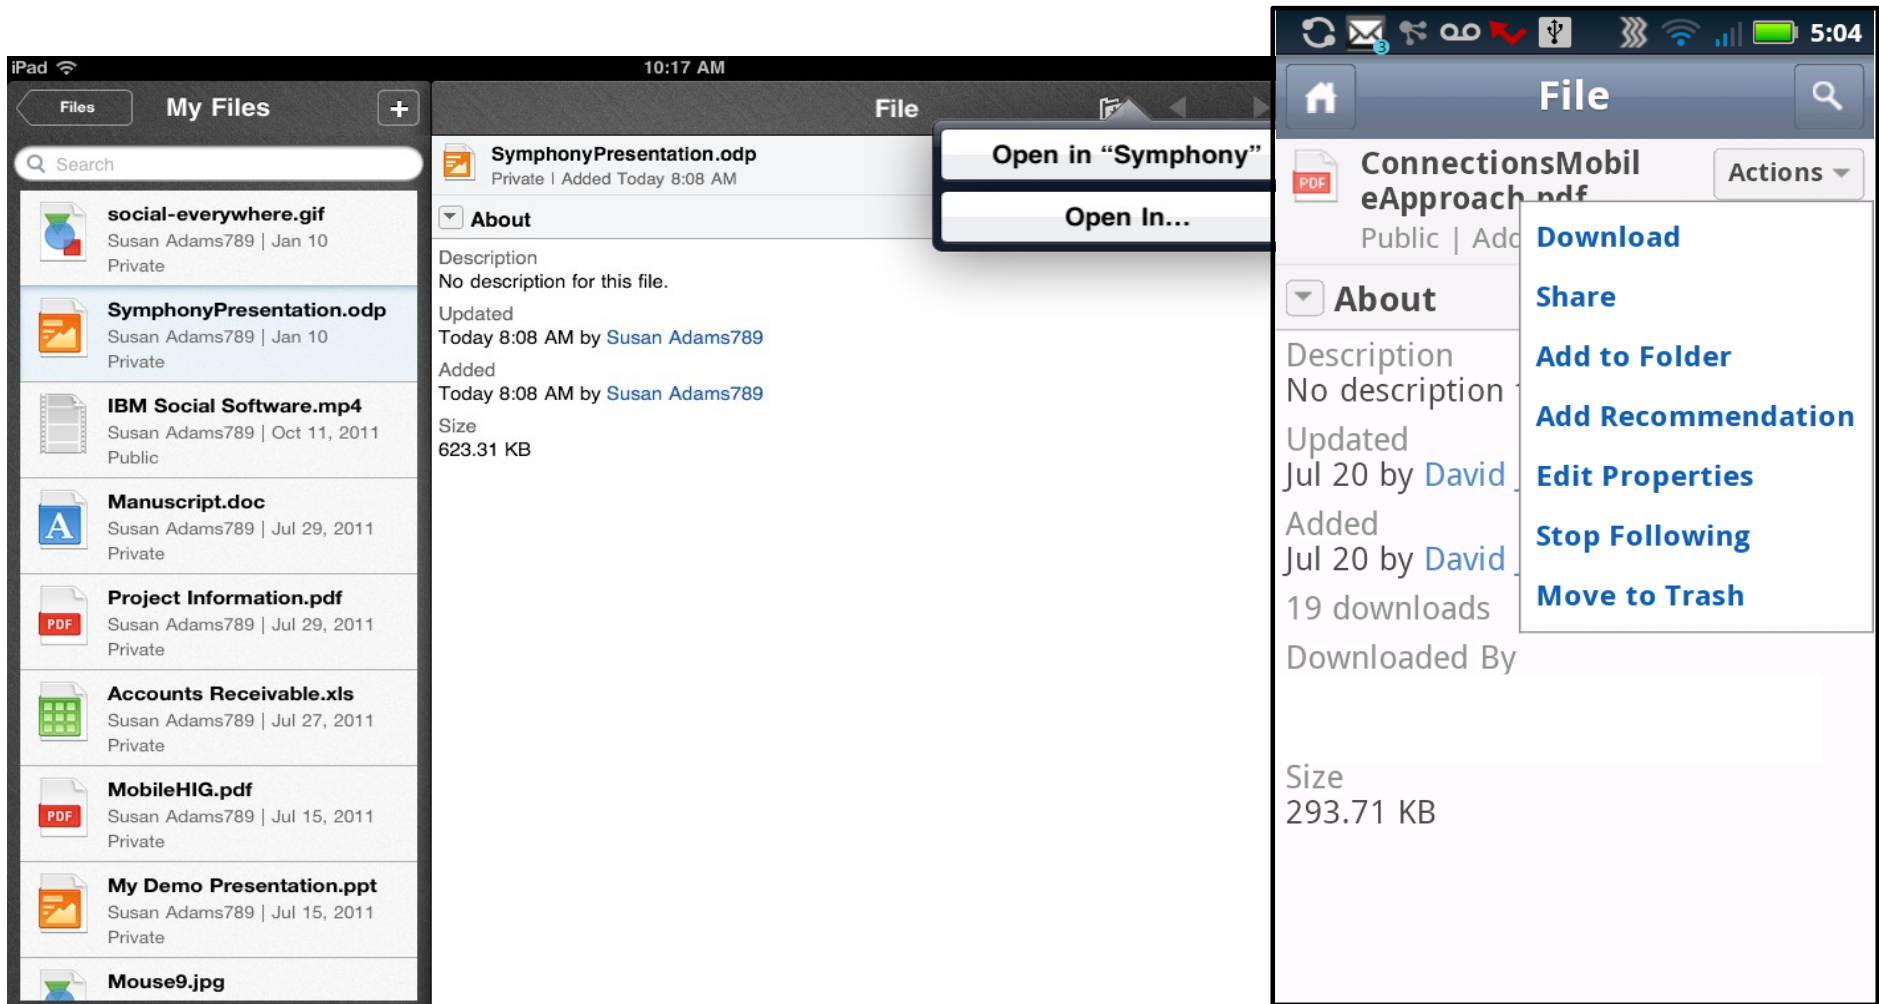 iPad
10:17 AM
Files
My Files
+
Search
social-everywhere.gif
Susan Adams789 | Jan 10
Private
SymphonyPresentation.odp
Susan Adams789 | Jan 10
Private
IBM Social Software.mp4
Susan Adams789 | Oct 11, 2011
Public
Manuscript.doc
Susan Adams789 | Jul 29, 2011
Private
PDF
Project Information.pdf
Susan Adams789 | Jul 29, 2011
Private
Accounts Receivable.xls
Susan Adams789 | Jul 27, 2011
Private
PDF
MobileHIG.pdf
Susan Adams789 | Jul 15, 2011
Private
My Demo Presentation.ppt
Susan Adams789 | Jul 15, 2011
Private
Mouse9.jpg
File
SymphonyPresentation.odp
Private | Added Today 8:08 AM
Open in “Symphony”
Open In...
About
Description
No description for this file.
Updated
Today 8:08 AM by Susan Adams789
Added
Today 8:08 AM by Susan Adams789
Size
623.31 KB
3
5:04
File
PDF
ConnectionsMobil
eApproach.pdf
Public |
Actions
Download
Share
Add to Folder
Add Recommendation
Edit Properties
Stop Following
Move to Trash
About
Description
No description
Updated
Jul 20 by David
Added
Jul 20 by David
19 downloads
Downloaded By
Size
293.71 KB